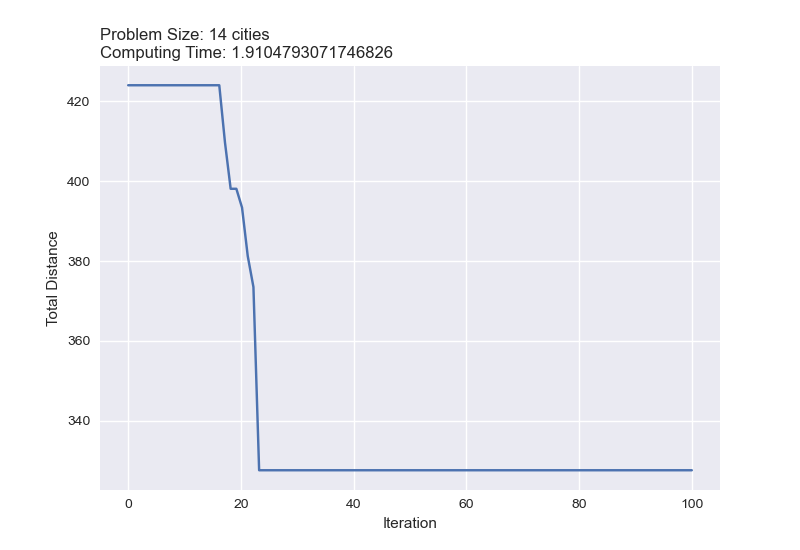 Problem Size: 14 cities
Computing Time: 1.9104793071746826
420
400
380
360
340
Total Distance
0 20 40 60 80 100
Iteration